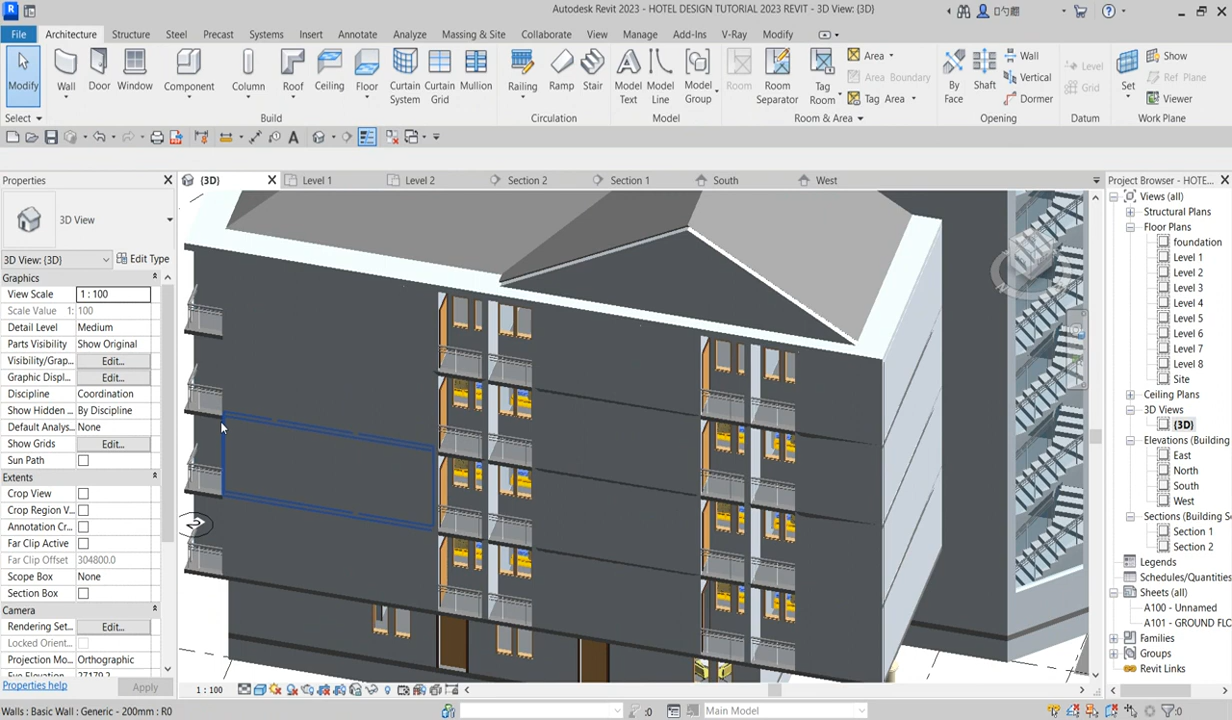 R
Autodesk Revit 2023 - HOTEL DESIGN TUTORIAL 2023 REVIT - 3D View: {3D}
File
Architecture
Structure
Steel
Precast
Systems
Insert
Annotate
Analyze
Massing & Site
Collaborate
View
Manage
Add-Ins
V-Ray
Modify
Modify
Wall
Door
Window
Component
Column
Roof
Ceiling
Floor
Curtain System
Curtain Grid
Mullion
Railing
Ramp
Stair
Model Text
Model Line
Model Group
Room
Room Separator
Tag Room
Area
Area Boundary
Tag Area
By Face
Shaft
Wall
Vertical
Dormer
Level
Grid
Set
Show
Ref Plane
Viewer
Select
Build
Circulation
Model
Room & Area
Opening
Datum
Work Plane
Properties
{3D}
Level 1
Level 2
Section 2
Section 1
South
West
Project Browser - HOTE...
3D View
3D View: {3D}
Edit Type
Graphics
View Scale 1 : 100
Scale Value 1: 100
Detail Level Medium
Parts Visibility Show Original
Visibility/Grap... Edit...
Graphic Displ... Edit...
Discipline Coordination
Show Hidden ... By Discipline
Default Analys... None
Show Grids Edit...
Sun Path
Extents
Crop View
Crop Region V...
Annotation Cr...
Far Clip Active
Far Clip Offset 304800.0
Scope Box None
Section Box
Camera
Rendering Set... Edit...
Locked Orient...
Projection Mo... Orthographic
Eye Elevation 27179.2
Properties help
Apply
2
Views (all)
Structural Plans
Floor Plans
foundation
Level 1
Level 2
Level 3
Level 4
Level 5
Level 6
Level 7
Level 8
Site
Ceiling Plans
3D Views
{3D}
Elevations (Building
East
North
South
West
Sections (Building S
Section 1
Section 2
Legends
Schedules/Quantities
Sheets (all)
A100 - Unnamed
A101 - GROUND FLO
Families
Groups
Revit Links
1 : 100
Walls : Basic Wall : Generic - 200mm : R0
:0
Main Model
:0